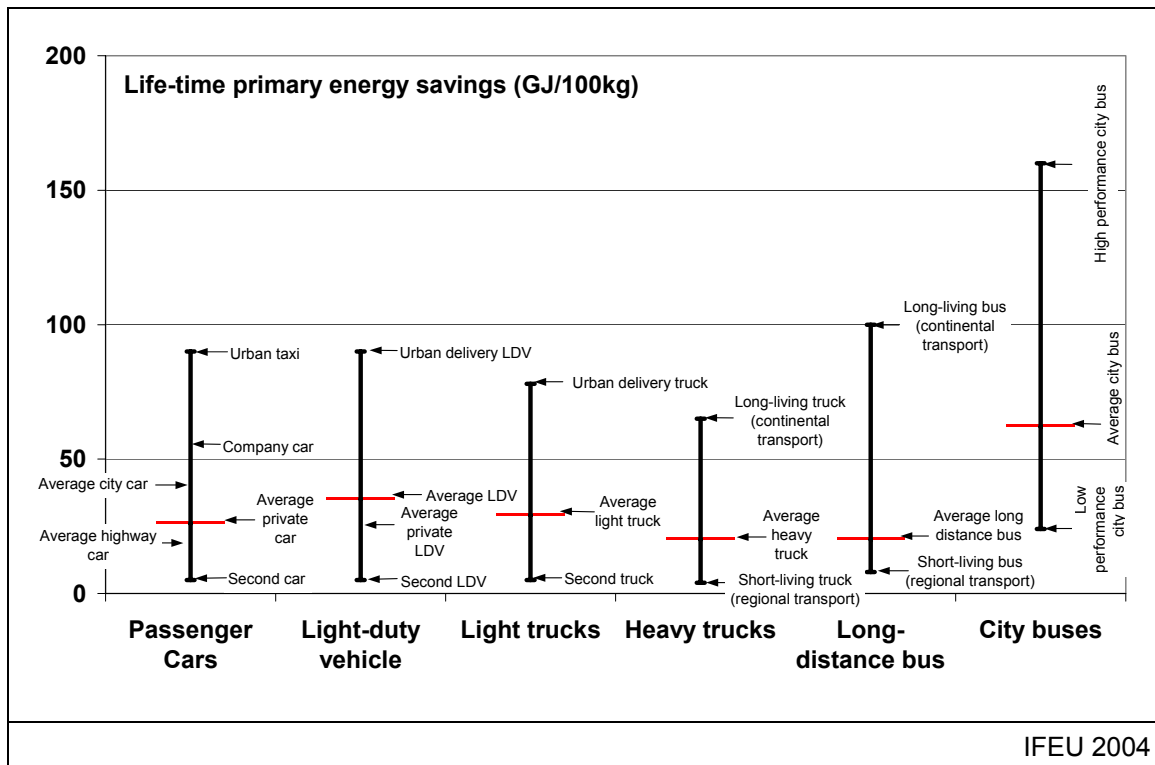 Life-time primary energy savings (GJ/100kg)
200
150
100
50
0
Urban taxi
Company car
Average city car
Average
private
car
Average highway
car
Second car
Urban delivery LDV
Average LDV
Average
private
LDV
Second LDV
Urban delivery truck
Average
light truck
Second truck
Long-living truck
(continental
transport)
Average
heavy
truck
Short-living truck
(regional transport)
Long-living bus
(continental
transport)
Average long
distance bus
Short-living bus
(regional transport)
High performance city bus
Average city bus
Low
performance
city bus
Passenger
Cars
Light-duty
vehicle
Light trucks
Heavy trucks
Long-
distance bus
City buses
IFEU 2004